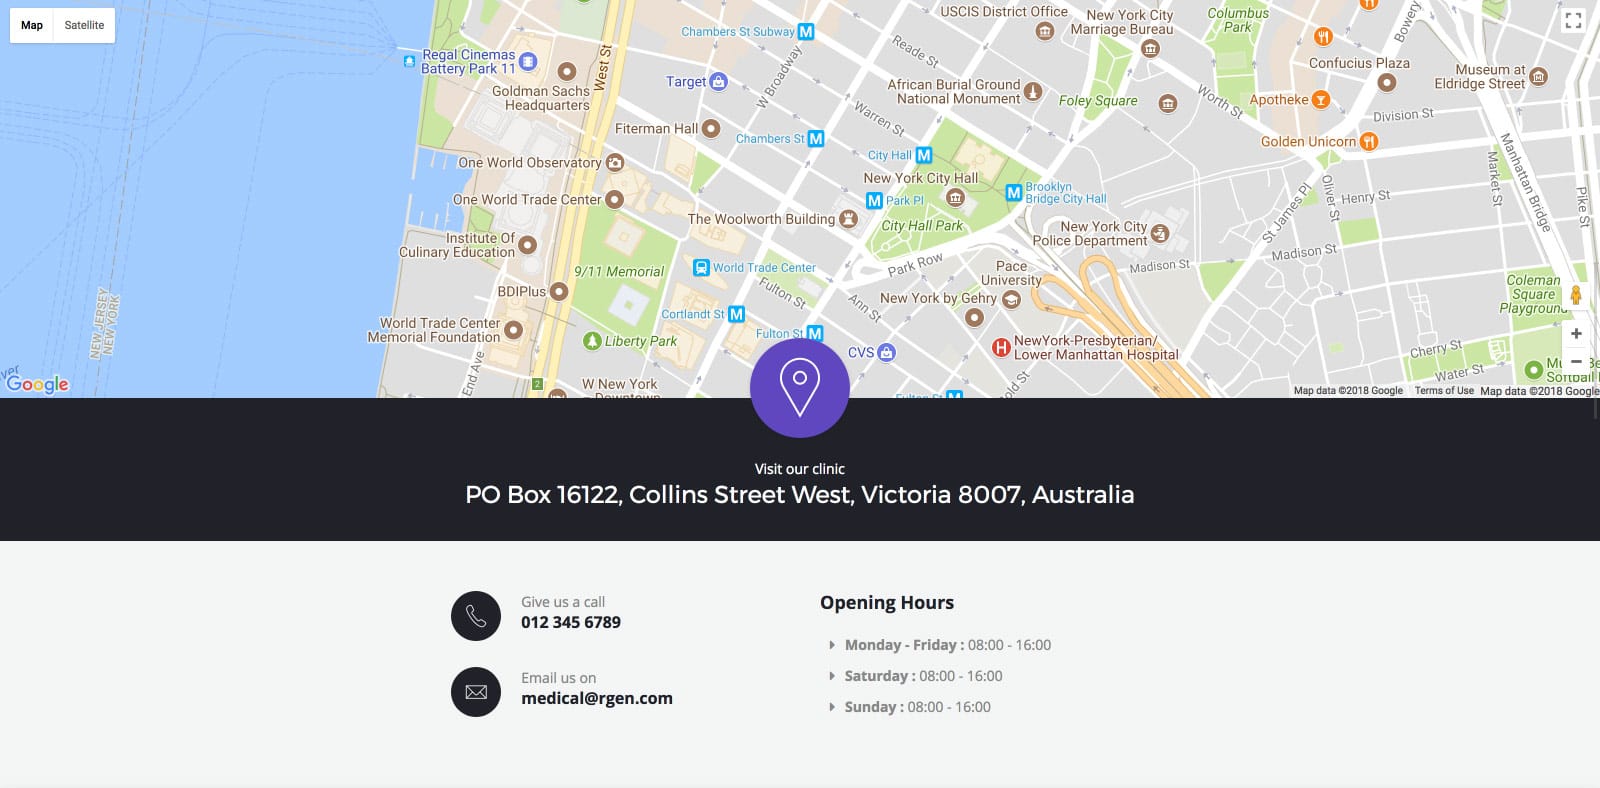 Map
Satellite
Regal Cinemas
Battery Park 11
Goldman Sachs
Headquarters
West St
Chambers St Subway
Target
W Broadway
Reade St
USCIS District Office
New York City
Marriage Bureau
Columbus
Park
Bowery
Confucius Plaza
Museum at
Eldridge Street
African Burial Ground
National Monument
Foley Square
Worth St
Apotheke
Division St
Fiterman Hall
Chambers St
Warren St
City Hall
Golden Unicorn
Manhattan Bridge
One World Observatory
New York City Hall
Market St
One World Trade Center
Park Pl
Brooklyn
Bridge City Hall
Oliver St
Henry St
Pike St
The Woolworth Building
City Hall Park
New York City
Police Department
St James Pl
Institute Of
Culinary Education
Madison St
Park Row
Madison St
9/11 Memorial
World Trade Center
Pace
University
Fulton St
Ann St
New York by Gehry
Coleman
Square
Playground
BDIPlus
NEW JERSEY
NEW YORK
Cortlandt St
World Trade Center
Memorial Foundation
Liberty Park
Fulton St
CVS
NewYork-Presbyterian/
Lower Manhattan Hospital
Cherry St
Water St
End Ave
Google
2
W New York
Downtown
Fulton St
Map data ©2018 Google
Terms of Use
Map data ©2018 Google
Visit our clinic
PO Box 16122, Collins Street West, Victoria 8007, Australia
Give us a call
012 345 6789
Email us on
medical@rgen.com
Opening Hours
Monday - Friday : 08:00 - 16:00
Saturday : 08:00 - 16:00
Sunday : 08:00 - 16:00